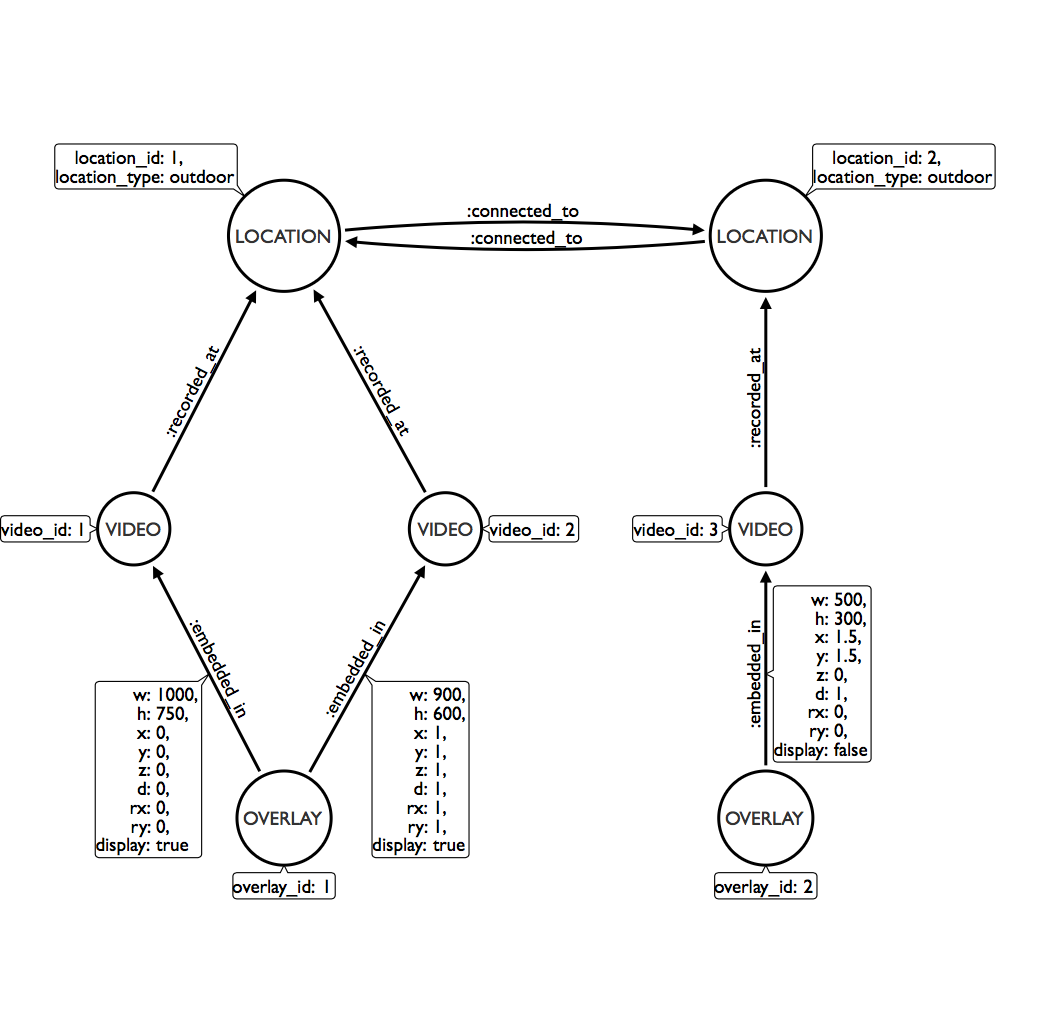 location_id: 1,
location_type: outdoor
location_id: 2,
location_type: outdoor
LOCATION
:connected_to
:connected_to
LOCATION
:recorded_at
:recorded_at
:recorded_at
video_id: 1
VIDEO
VIDEO
video_id: 2
video_id: 3
VIDEO
:embedded_in
:embedded_in
:embedded_in
w: 1000,
h: 750,
x: 0,
y: 0,
z: 0,
d: 0,
rx: 0,
ry: 0,
display: true
w: 900,
h: 600,
x: 1,
y: 1,
z: 1,
d: 1,
rx: 1,
ry: 1,
display: true
w: 500,
h: 300,
x: 1.5,
y: 1.5,
z: 0,
d: 1,
rx: 0,
ry: 0,
display: false
OVERLAY
OVERLAY
overlay_id: 1
overlay_id: 2